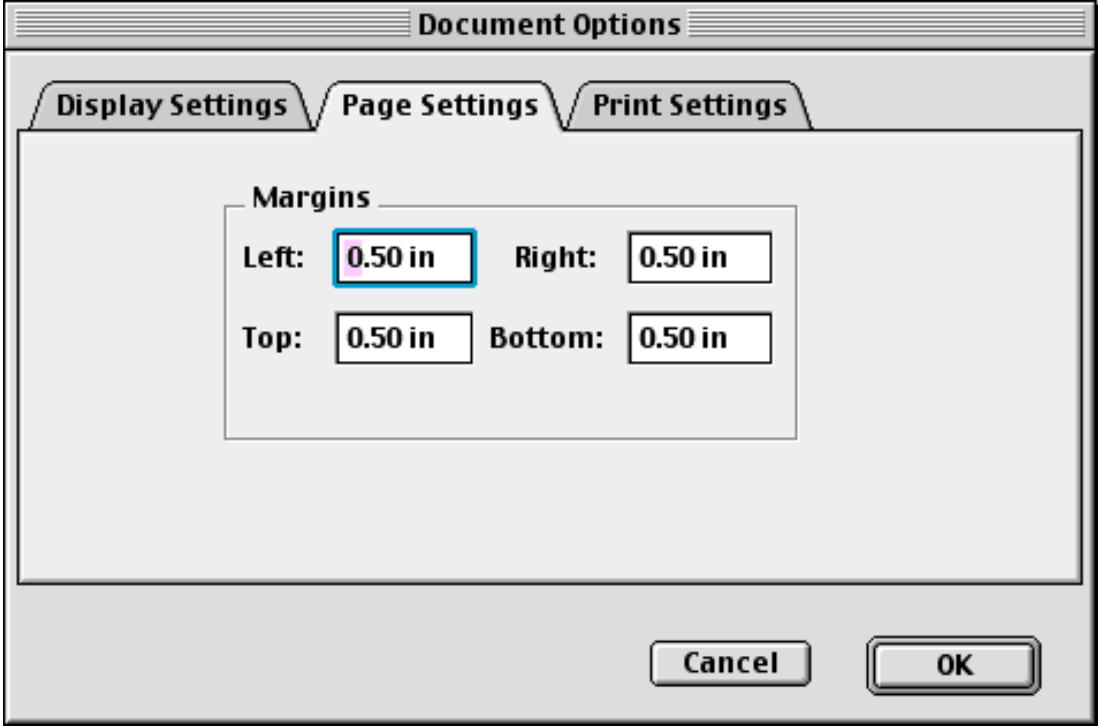 Document Options
Display Settings Page Settings Print Settings
Margins
Left: 0.50 in Right: 0.50 in
Top: 0.50 in Bottom: 0.50 in
Cancel OK